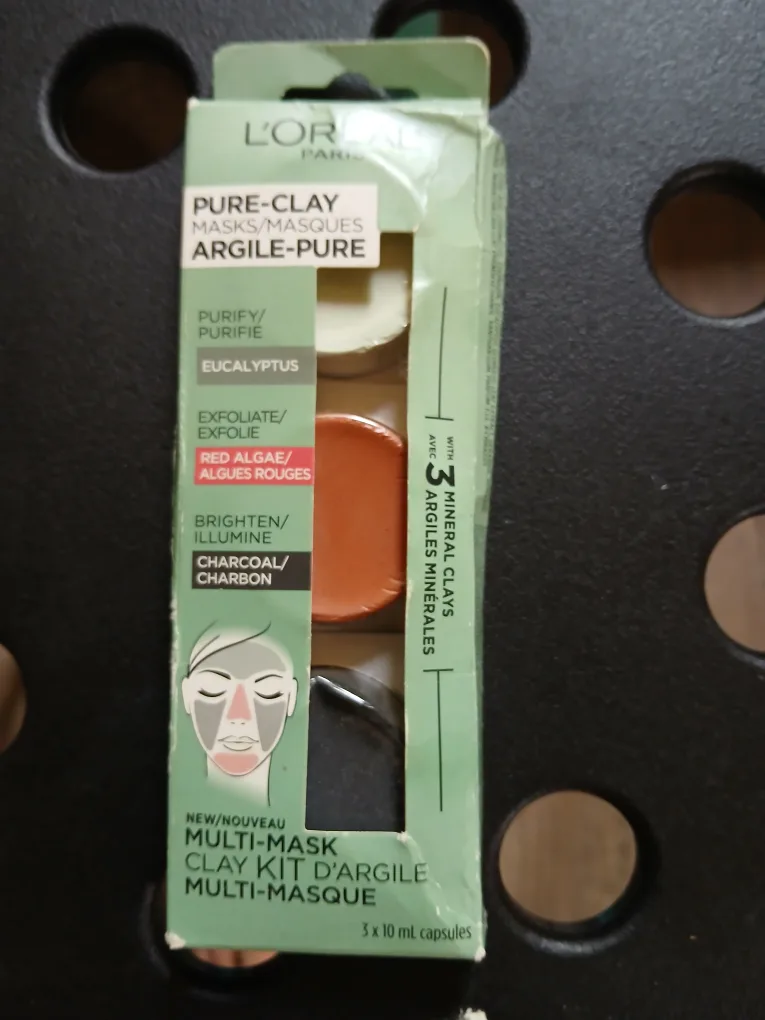 L'ORÉAL
PARIS
PURE-CLAY
MASKS/MASQUES
ARGILE-PURE
PURIFY/
PURIFIE
EUCALYPTUS
EXFOLIATE/
EXFOLIE
RED ALGAE/
ALGUES ROUGES
BRIGHTEN/
ILLUMINE
CHARCOAL/
CHARBON
WITH
AVEC
3
MINERAL CLAYS
ARGILES MINÉRALES
NEW/NOUVEAU
MULTI-MASK
CLAY KIT D'ARGILE
MULTI-MASQUE
3 x 10 mL capsules